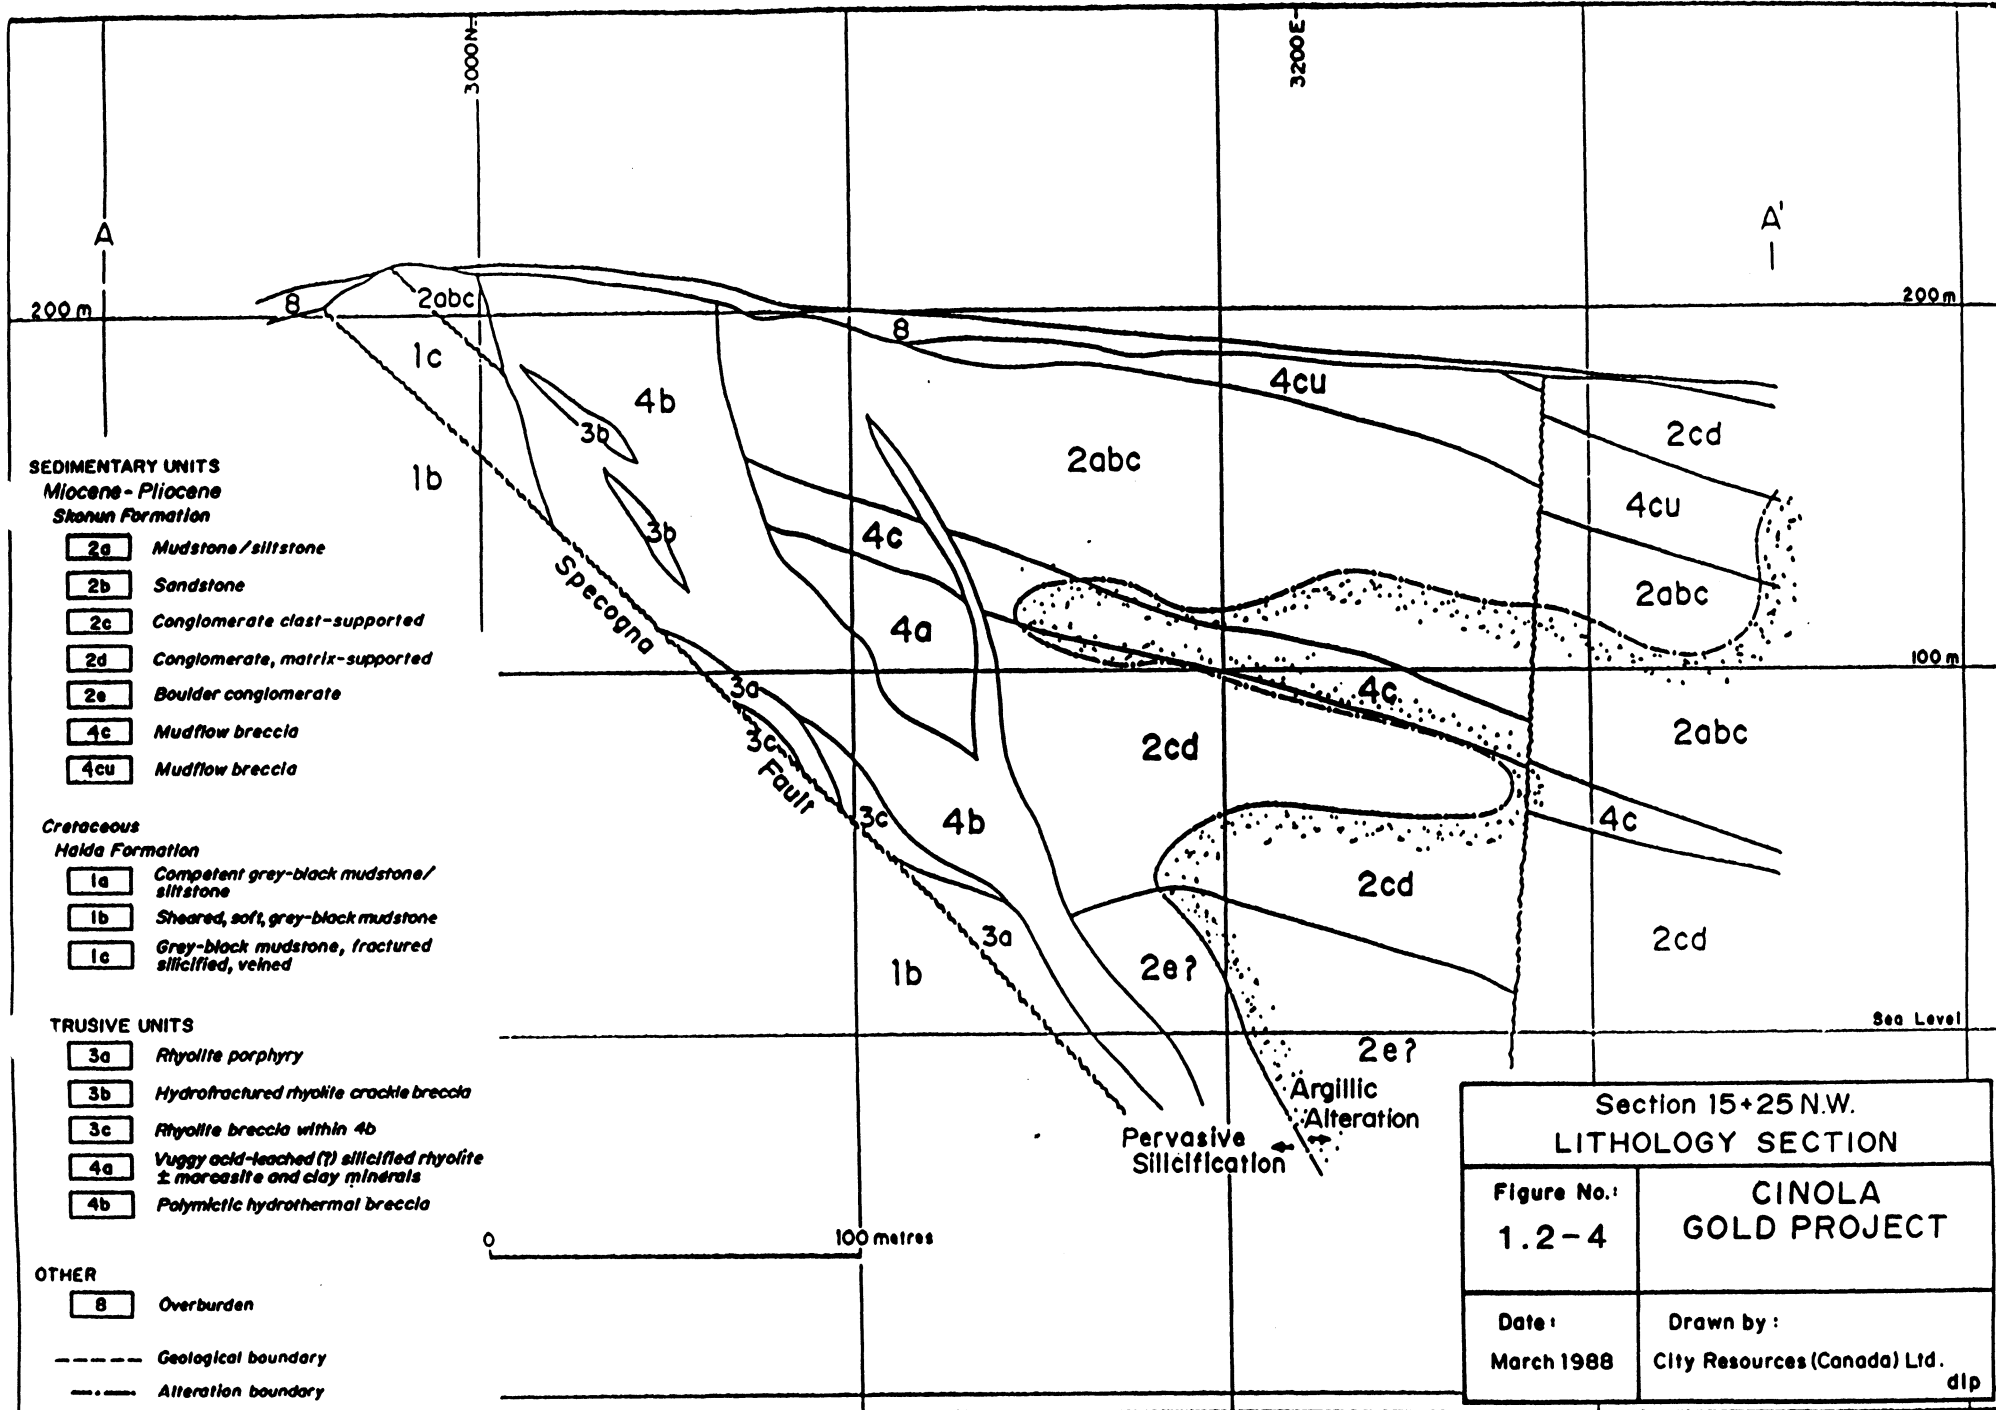 3000N
3200E
A
A'
200 m
200 m
8
2abc
1c
8
4cu
4b
3b
2cd
2abc
1b
4cu
3b
4c
Specogna
2abc
4a
100 m
3a
4c
3c
2cd
2abc
Fault
3c
4b
4c
2cd
3a
2cd
1b
2e?
Sea Level
2e?
Argillic
Alteration
Pervasive
Silicification
0
100 metres
SEDIMENTARY UNITS
Miocene-Pliocene
Skonun Formation
2a Mudstone/siltstone
2b Sandstone
2c Conglomerate clast-supported
2d Conglomerate, matrix-supported
2e Boulder conglomerate
4c Mudflow breccia
4cu Mudflow breccia
Cretaceous
Haida Formation
1a Competent grey-black mudstone/
siltstone
1b Sheared, soft, grey-black mudstone
1c Grey-black mudstone, fractured
silicified, veined
TRUSIVE UNITS
3a Rhyolite porphyry
3b Hydrofractured rhyolite crackle breccia
3c Rhyolite breccia within 4b
4a Vuggy acid-leached (?) silicified rhyolite
± marcasite and clay minerals
4b Polymictic hydrothermal breccia
OTHER
8 Overburden
Geological boundary
Alteration boundary
Section 15+25 N.W.
LITHOLOGY SECTION
Figure No.:
1.2-4
CINOLA
GOLD PROJECT
Date:
March 1988
Drawn by:
City Resources (Canada) Ltd.
dlp